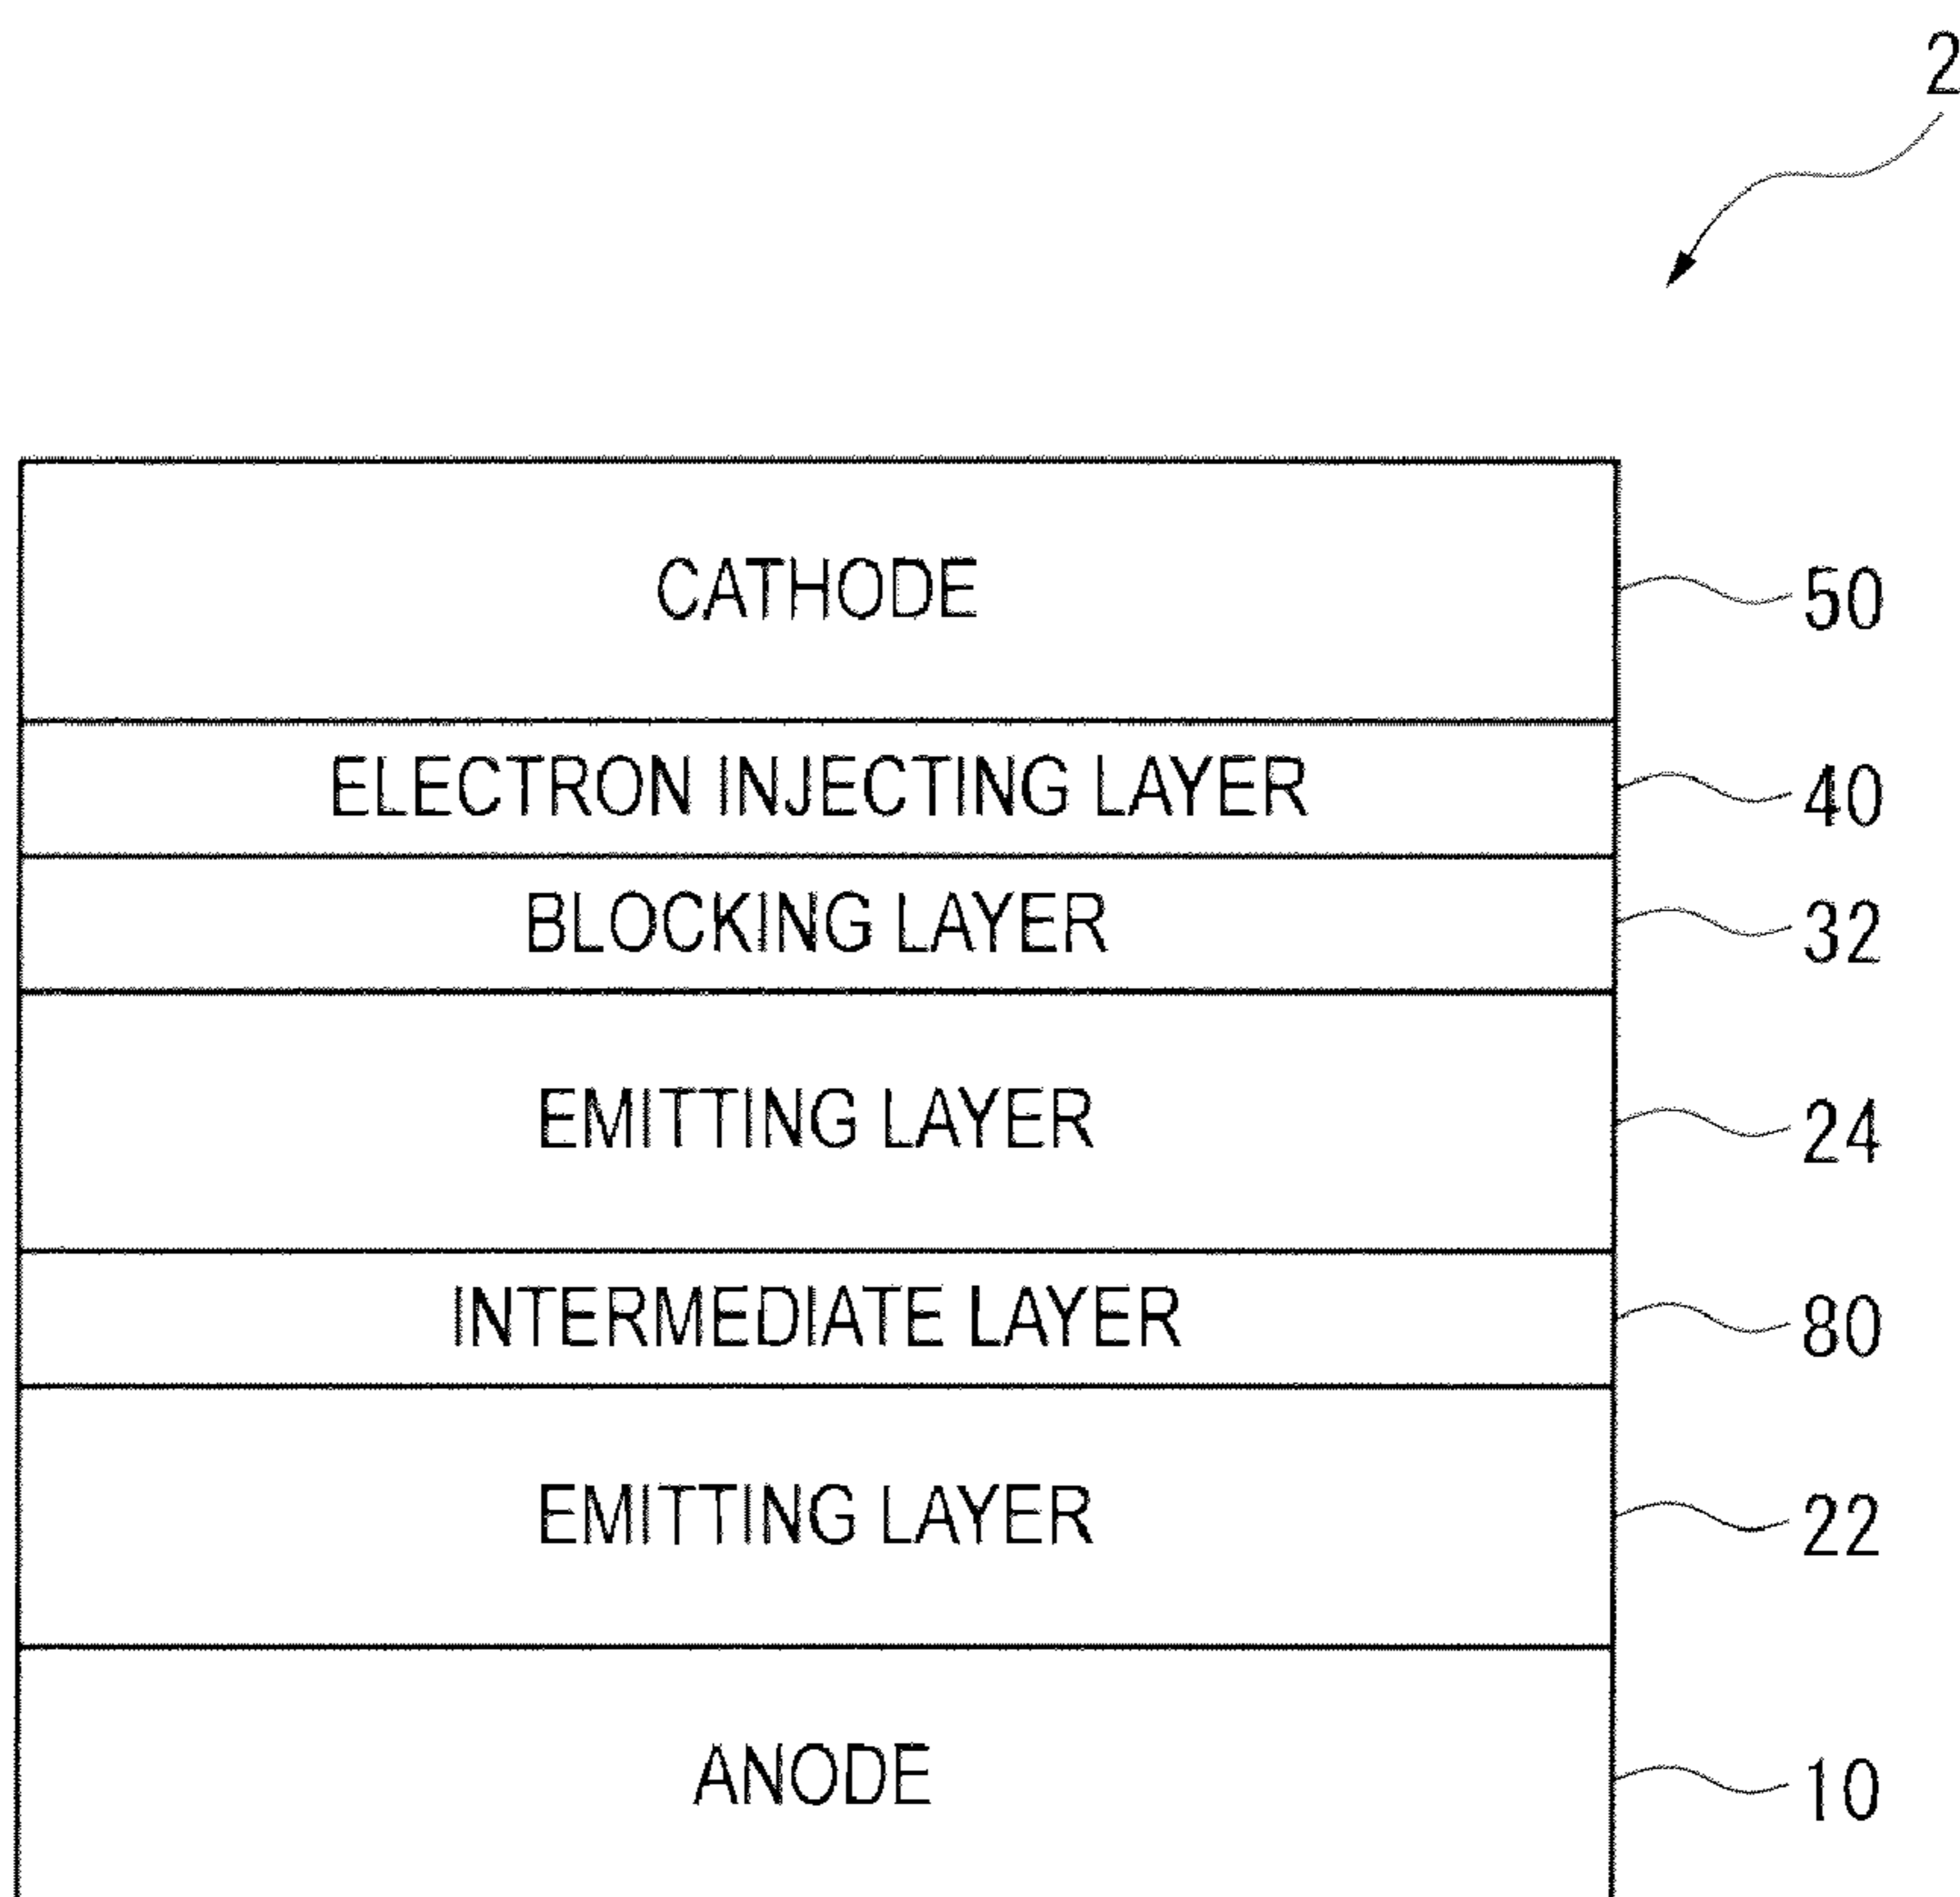 2
CATHODE 50
ELECTRON INJECTING LAYER 40
BLOCKING LAYER 32
EMITTING LAYER 24
INTERMEDIATE LAYER 80
EMITTING LAYER 22
ANODE 10